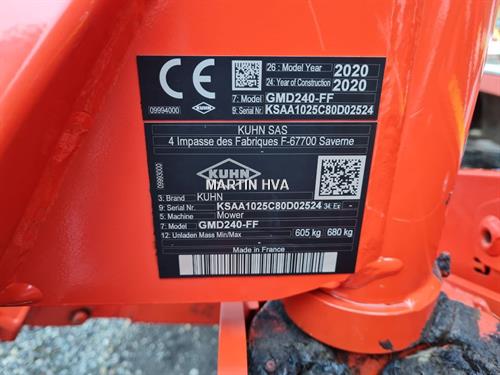 CE
26: Model Year 2020
24: Year of Construction 2020
7: Model GMD240-FF
09994000 KUHN 9: Serial Nr. KSAA1025C80D02524
KUHN SAS
4 Impasse des Fabriques F-67700 Saverne
09993000
KUHN
MARTIN HVA
3: Brand KUHN
9: Serial Nr. KSAA1025C80D02524 34: Ex -
5: Machine Mower
7: Model GMD240-FF -
12: Unladen Mass Min/Max 605 kg 680 kg
Made in France